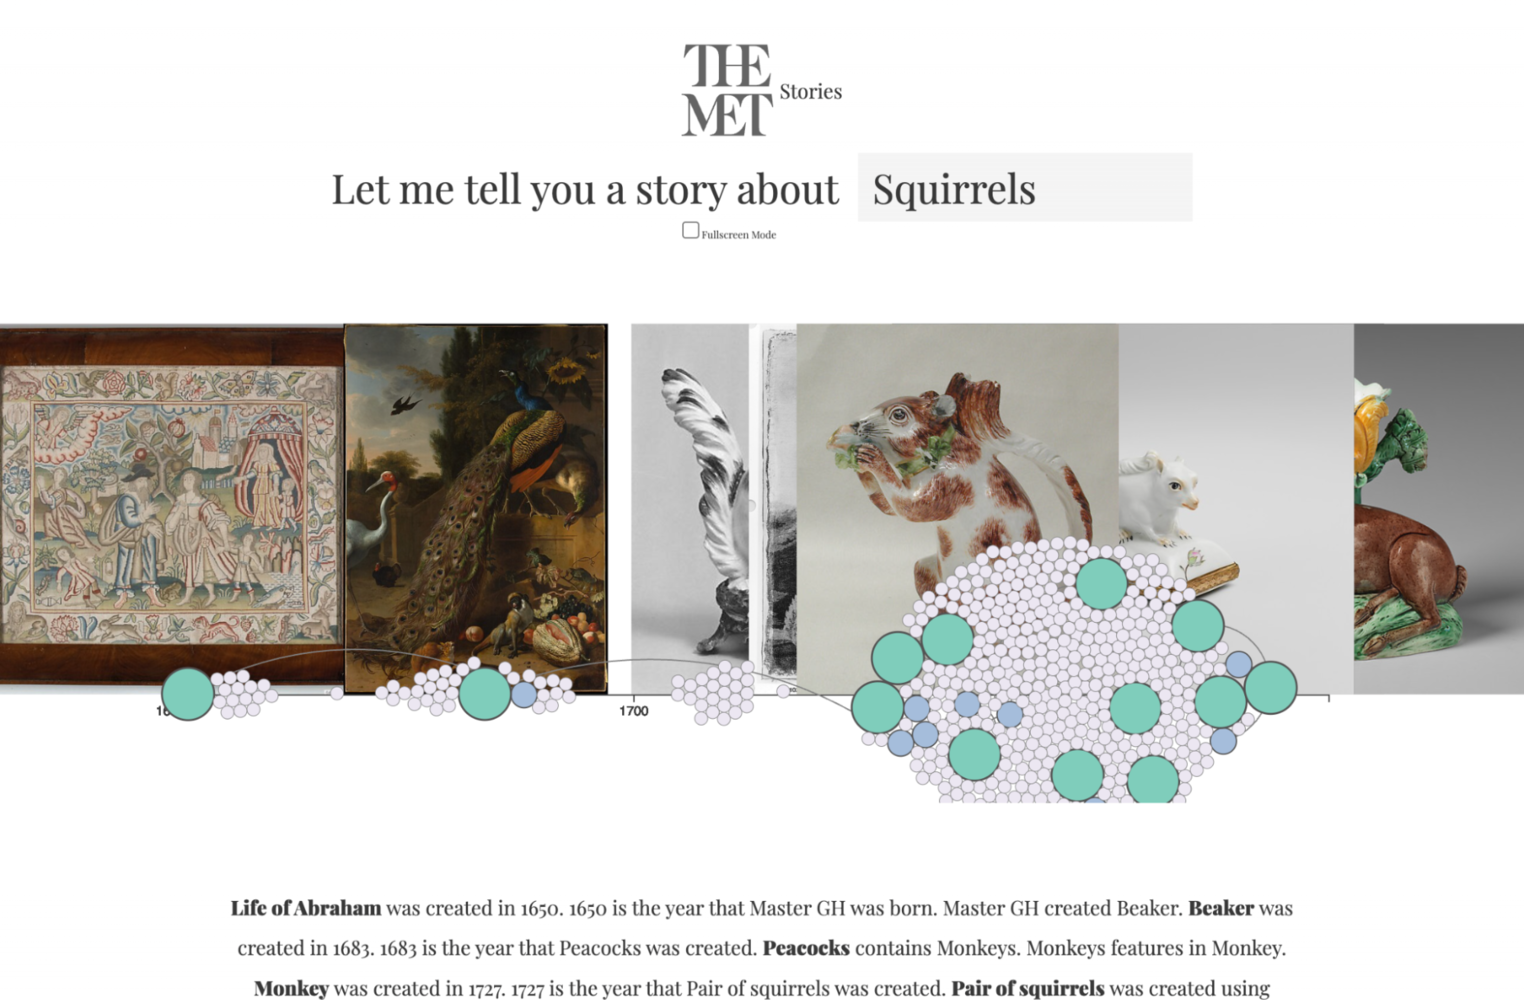 THE
MET Stories
Let me tell you a story about Squirrels
Fullscreen Mode
1700
Life of Abraham was created in 1650. 1650 is the year that Master GH was born. Master GH created Beaker. Beaker was
created in 1683. 1683 is the year that Peacocks was created. Peacocks contains Monkeys. Monkeys features in Monkey.
Monkey was created in 1727. 1727 is the year that Pair of squirrels was created. Pair of squirrels was created using